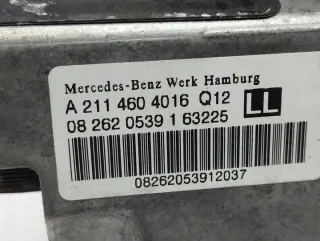 Mercedes-Benz Werk Hamburg
A 211 460 4016 Q12 LL
08 262 0539 1 63225
08262053912037